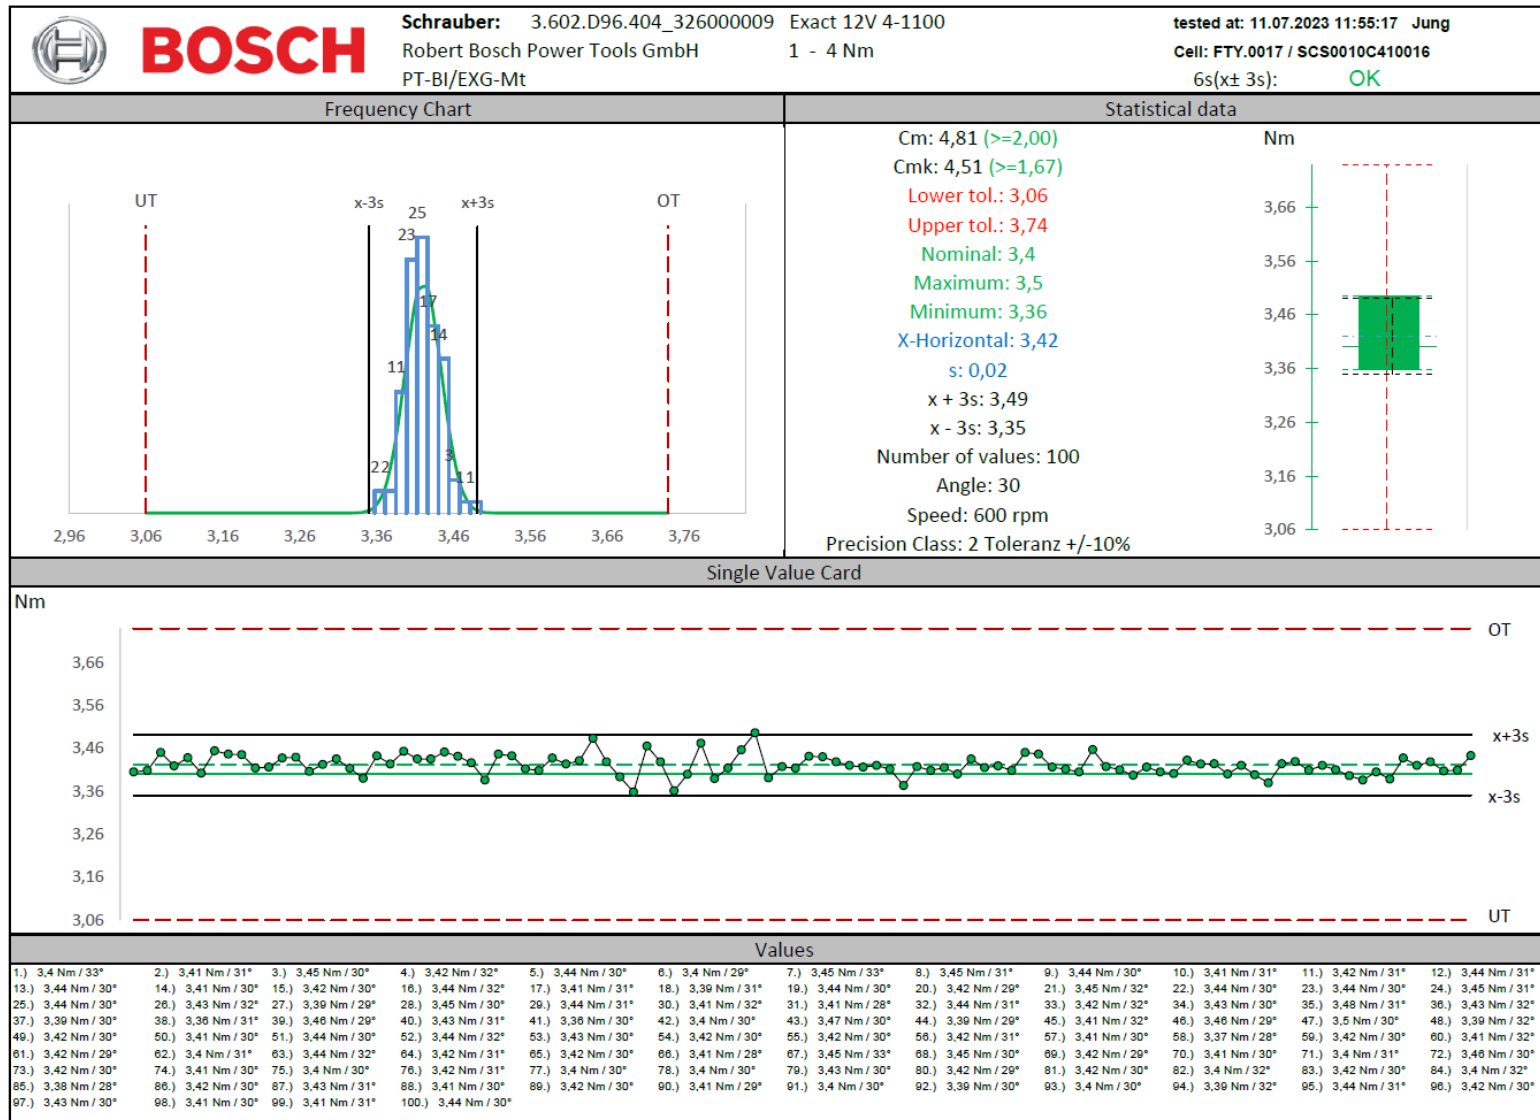 BOSCH
Schrauber: 3.602.D96.404_326000009 Exact 12V 4-1100
Robert Bosch Power Tools GmbH 1 - 4 Nm
PT-BI/EXG-Mt
tested at: 11.07.2023 11:55:17 Jung
Cell: FTY.0017 / SCS0010C410016
6s(x± 3s): OK
Frequency Chart
UT x-3s x+3s OT
25
23
17
14
11
3
22
11
2,96 3,06 3,16 3,26 3,36 3,46 3,56 3,66 3,76
Statistical data
Cm: 4,81 (>=2,00)
Cmk: 4,51 (>=1,67)
Lower tol.: 3,06
Upper tol.: 3,74
Nominal: 3,4
Maximum: 3,5
Minimum: 3,36
X-Horizontal: 3,42
s: 0,02
x + 3s: 3,49
x - 3s: 3,35
Number of values: 100
Angle: 30
Speed: 600 rpm
Precision Class: 2 Toleranz +/-10%
Nm
3,66
3,56
3,46
3,36
3,26
3,16
3,06
Single Value Card
Nm
OT
3,66
3,56
3,46
x+3s
3,36
x-3s
3,26
3,16
3,06
UT
Values
1.) 3,4 Nm / 33° 2.) 3,41 Nm / 31° 3.) 3,45 Nm / 30° 4.) 3,42 Nm / 32° 5.) 3,44 Nm / 30° 6.) 3,4 Nm / 29° 7.) 3,45 Nm / 33° 8.) 3,45 Nm / 31° 9.) 3,44 Nm / 30° 10.) 3,41 Nm / 31° 11.) 3,42 Nm / 31° 12.) 3,44 Nm / 31°
13.) 3,44 Nm / 30° 14.) 3,41 Nm / 30° 15.) 3,42 Nm / 30° 16.) 3,44 Nm / 32° 17.) 3,41 Nm / 31° 18.) 3,39 Nm / 31° 19.) 3,44 Nm / 30° 20.) 3,42 Nm / 29° 21.) 3,45 Nm / 32° 22.) 3,44 Nm / 30° 23.) 3,44 Nm / 30° 24.) 3,45 Nm / 31°
25.) 3,44 Nm / 30° 26.) 3,43 Nm / 32° 27.) 3,39 Nm / 29° 28.) 3,45 Nm / 30° 29.) 3,44 Nm / 31° 30.) 3,41 Nm / 32° 31.) 3,41 Nm / 28° 32.) 3,44 Nm / 31° 33.) 3,42 Nm / 32° 34.) 3,43 Nm / 30° 35.) 3,48 Nm / 31° 36.) 3,43 Nm / 32°
37.) 3,39 Nm / 30° 38.) 3,36 Nm / 31° 39.) 3,46 Nm / 29° 40.) 3,43 Nm / 31° 41.) 3,36 Nm / 30° 42.) 3,4 Nm / 30° 43.) 3,47 Nm / 30° 44.) 3,39 Nm / 29° 45.) 3,41 Nm / 32° 46.) 3,46 Nm / 29° 47.) 3,5 Nm / 30° 48.) 3,39 Nm / 32°
49.) 3,42 Nm / 30° 50.) 3,41 Nm / 30° 51.) 3,44 Nm / 30° 52.) 3,44 Nm / 32° 53.) 3,43 Nm / 30° 54.) 3,42 Nm / 30° 55.) 3,42 Nm / 30° 56.) 3,42 Nm / 31° 57.) 3,41 Nm / 30° 58.) 3,37 Nm / 28° 59.) 3,42 Nm / 30° 60.) 3,41 Nm / 32°
61.) 3,42 Nm / 29° 62.) 3,4 Nm / 31° 63.) 3,44 Nm / 32° 64.) 3,42 Nm / 31° 65.) 3,42 Nm / 30° 66.) 3,41 Nm / 28° 67.) 3,45 Nm / 33° 68.) 3,45 Nm / 30° 69.) 3,42 Nm / 29° 70.) 3,41 Nm / 30° 71.) 3,4 Nm / 31° 72.) 3,46 Nm / 30°
73.) 3,42 Nm / 30° 74.) 3,41 Nm / 30° 75.) 3,4 Nm / 30° 76.) 3,42 Nm / 31° 77.) 3,4 Nm / 30° 78.) 3,4 Nm / 30° 79.) 3,43 Nm / 30° 80.) 3,42 Nm / 29° 81.) 3,42 Nm / 30° 82.) 3,4 Nm / 32° 83.) 3,42 Nm / 30° 84.) 3,4 Nm / 32°
85.) 3,38 Nm / 28° 86.) 3,42 Nm / 30° 87.) 3,43 Nm / 31° 88.) 3,41 Nm / 30° 89.) 3,42 Nm / 30° 90.) 3,41 Nm / 29° 91.) 3,4 Nm / 30° 92.) 3,39 Nm / 30° 93.) 3,4 Nm / 30° 94.) 3,39 Nm / 32° 95.) 3,44 Nm / 31° 96.) 3,42 Nm / 30°
97.) 3,43 Nm / 30° 98.) 3,41 Nm / 30° 99.) 3,41 Nm / 31° 100.) 3,44 Nm / 30°